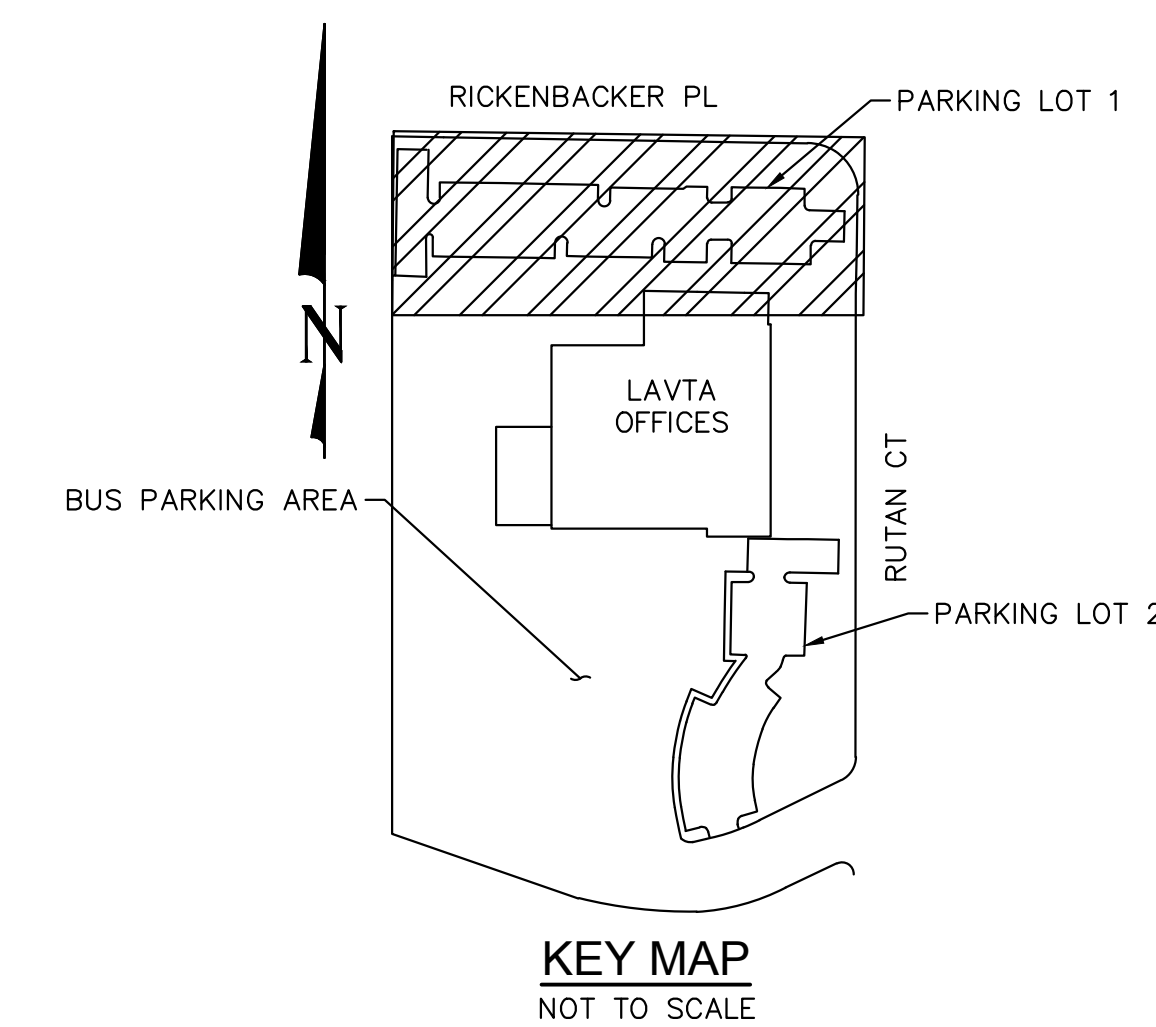 RICKENBACKER PL
PARKING LOT 1
N
LAVTA
OFFICES
RUTAN CT
BUS PARKING AREA
PARKING LOT 2
KEY MAP
NOT TO SCALE